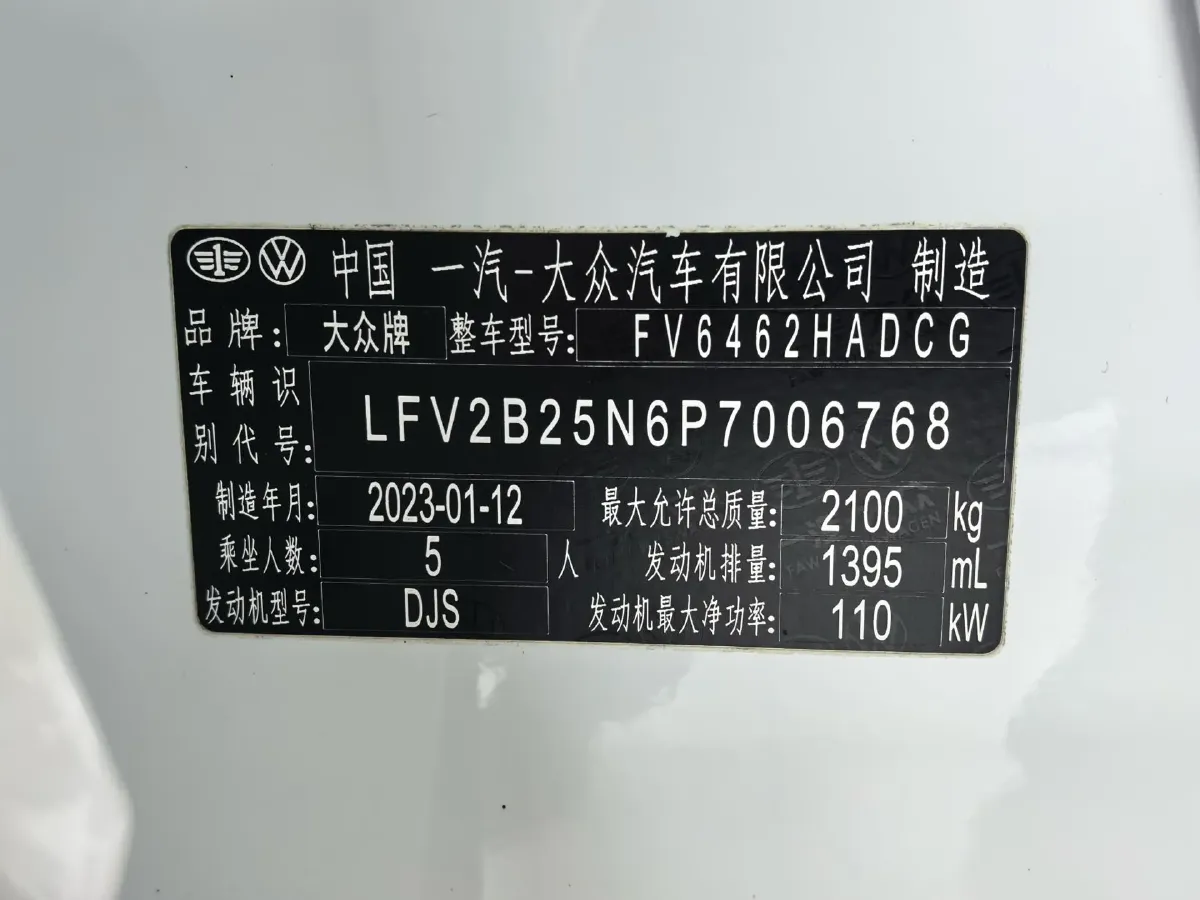 中国 一汽-大众汽车有限公司 制造
品牌: 大众牌 整车型号: FV6462HADCG
车辆识别代号: LFV2B25N6P7006768
制造年月: 2023-01-12 最大允许总质量: 2100 kg
乘坐人数: 5 人 发动机排量: 1395 mL
发动机型号: DJS 发动机最大净功率: 110 kW